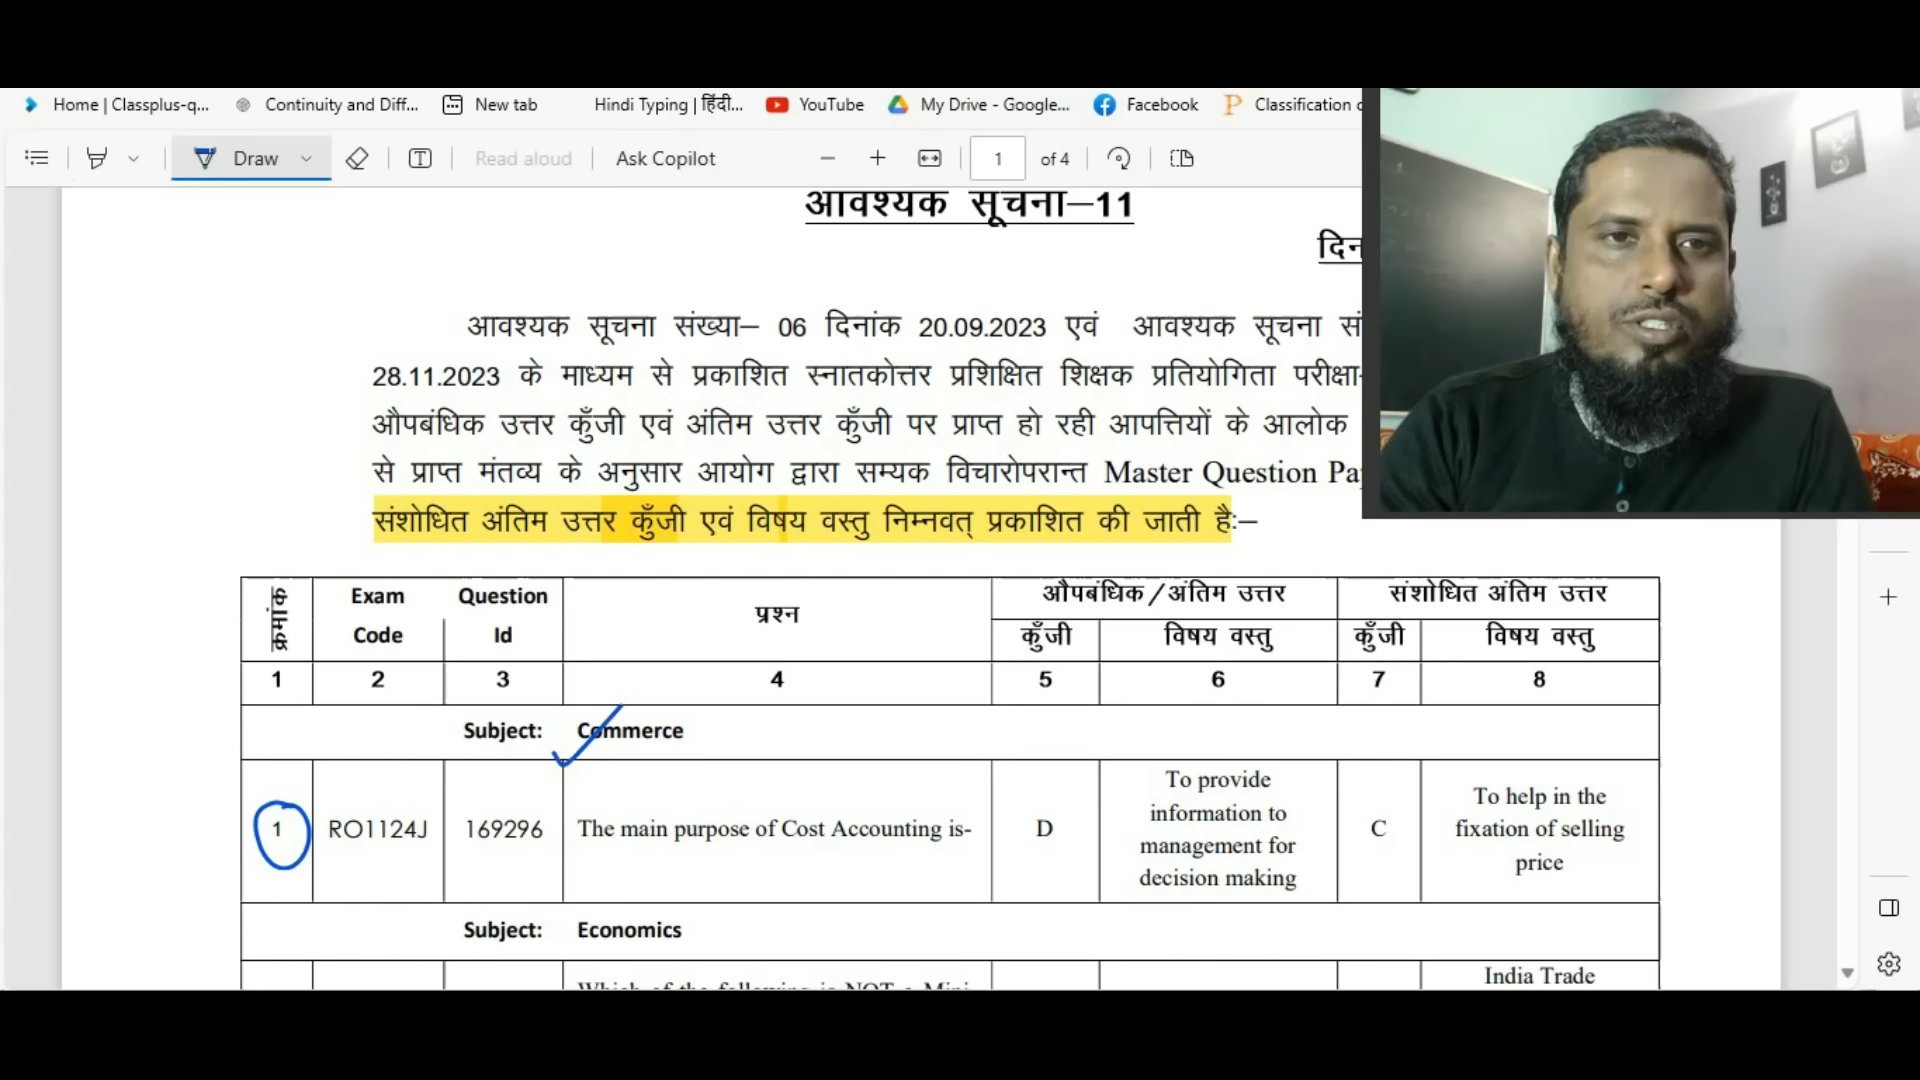 Home | Classplus-q...
Continuity and Diff...
New tab
Hindi Typing | हिंदी...
YouTube
My Drive - Google...
Facebook
Classification
Draw
Read aloud
Ask Copilot
1
of 4
आवश्यक सूचना–11
आवश्यक सूचना संख्या– 06 दिनांक 20.09.2023 एवं आवश्यक सूचना
28.11.2023 के माध्यम से प्रकाशित स्नातकोत्तर प्रशिक्षित शिक्षक प्रतियोगिता परीक्षा
औपबंधिक उत्तर कुँजी एवं अंतिम उत्तर कुँजी पर प्राप्त हो रही आपत्तियों के आलोक
से प्राप्त मंतव्य के अनुसार आयोग द्वारा सम्यक विचारोपरान्त Master Question
संशोधित अंतिम उत्तर कुँजी एवं विषय वस्तु निम्नवत् प्रकाशित की जाती है:–
क्रमांक
Exam
Code
Question
Id
प्रश्न
औपबंधिक/अंतिम उत्तर
संशोधित अंतिम उत्तर
कुँजी
विषय वस्तु
कुँजी
विषय वस्तु
1 2 3 4 5 6 7 8
Subject: Commerce
1
RO1124J
169296
The main purpose of Cost Accounting is-
D
To provide
information to
management for
decision making
C
To help in the
fixation of selling
price
Subject: Economics
India Trade